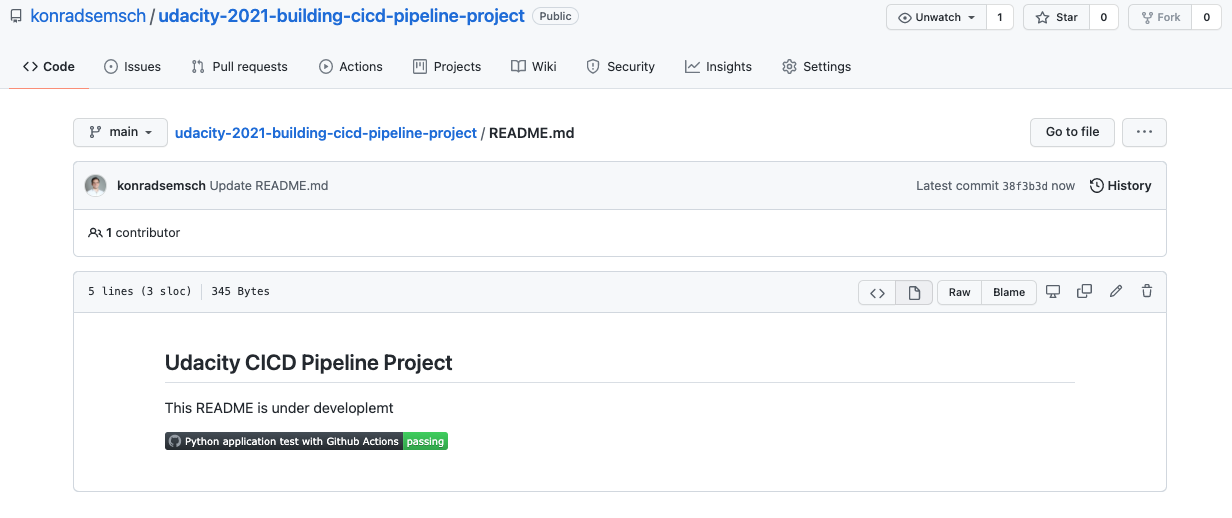 konradsemsch / udacity-2021-building-cicd-pipeline-project Public Unwatch 1 Star 0 Fork 0
Code Issues Pull requests Actions Projects Wiki Security Insights Settings
main udacity-2021-building-cicd-pipeline-project / README.md Go to file ...
konradsemsch Update README.md Latest commit 38f3b3d now History
1 contributor
5 lines (3 sloc) 345 Bytes <> Raw Blame
Udacity CICD Pipeline Project
This README is under developlemt
Python application test with Github Actions passing